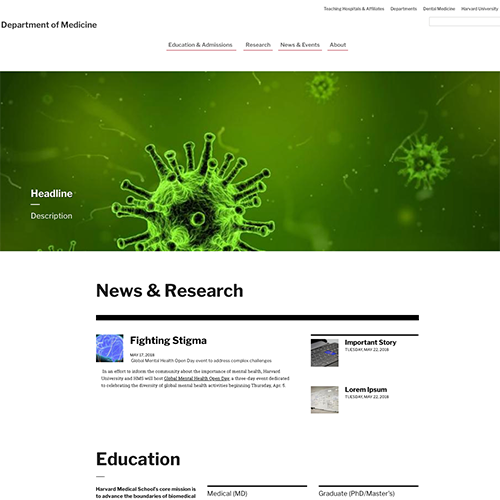 Teaching Hospitals & Affiliates Departments Dental Medicine Harvard University
Department of Medicine
Education & Admissions Research News & Events About
Headline
Description
News & Research
Fighting Stigma
MAY 17, 2018
Global Mental Health Open Day event to address complex challenges
In an effort to inform the community about the importance of mental health, Harvard
University and HMS will host Global Mental Health Open Day, a three-day event dedicated
to celebrating the diversity of global mental health activities beginning Thursday, Apr. 5.
Important Story
TUESDAY, MAY 22, 2018
Lorem Ipsum
TUESDAY, MAY 22, 2018
Education
Harvard Medical School's core mission is
to advance the boundaries of biomedical
Medical (MD)
Graduate (PhD/Master's)